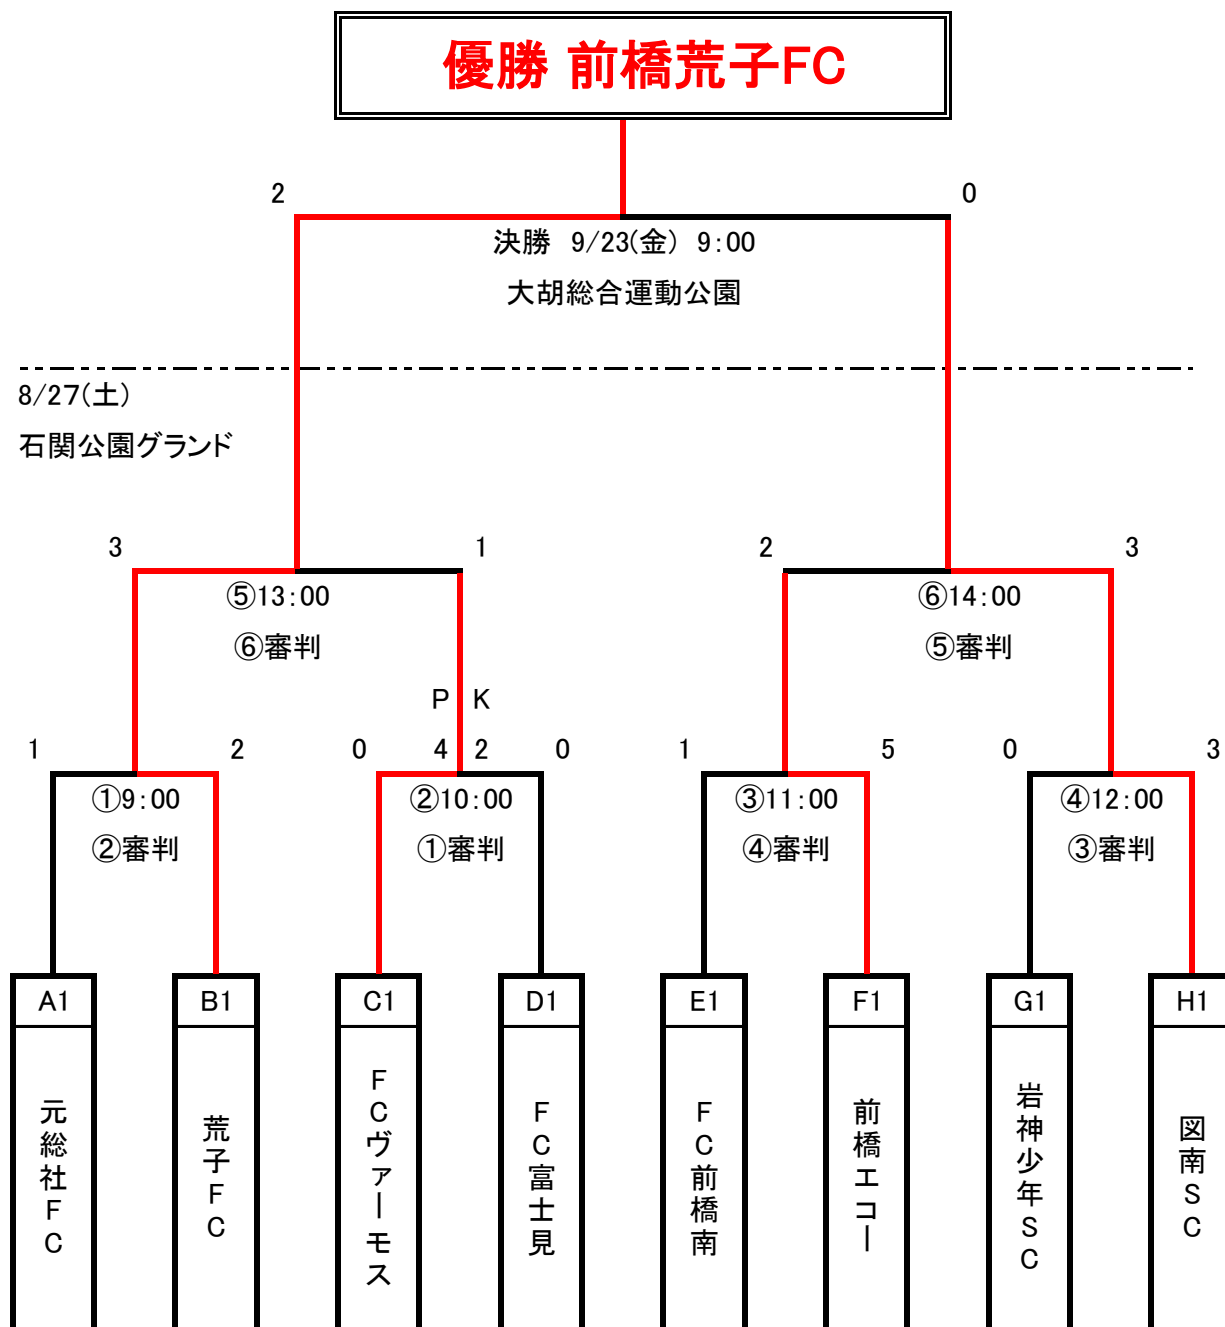 優勝 前橋荒子FC
2 0
決勝 9/23(金) 9:00
大胡総合運動公園
8/27(土)
石関公園グランド
3 1 2 3
⑤13:00 ⑥14:00
⑥審判 ⑤審判
P K
1 2 0 4 2 0 1 5 0 3
①9:00 ②10:00 ③11:00 ④12:00
②審判 ①審判 ④審判 ③審判
A1 B1 C1 D1 E1 F1 G1 H1
元総社FC
荒子FC
FCヴァーモス
FC富士見
FC前橋南
前橋エコー
岩神少年SC
図南SC